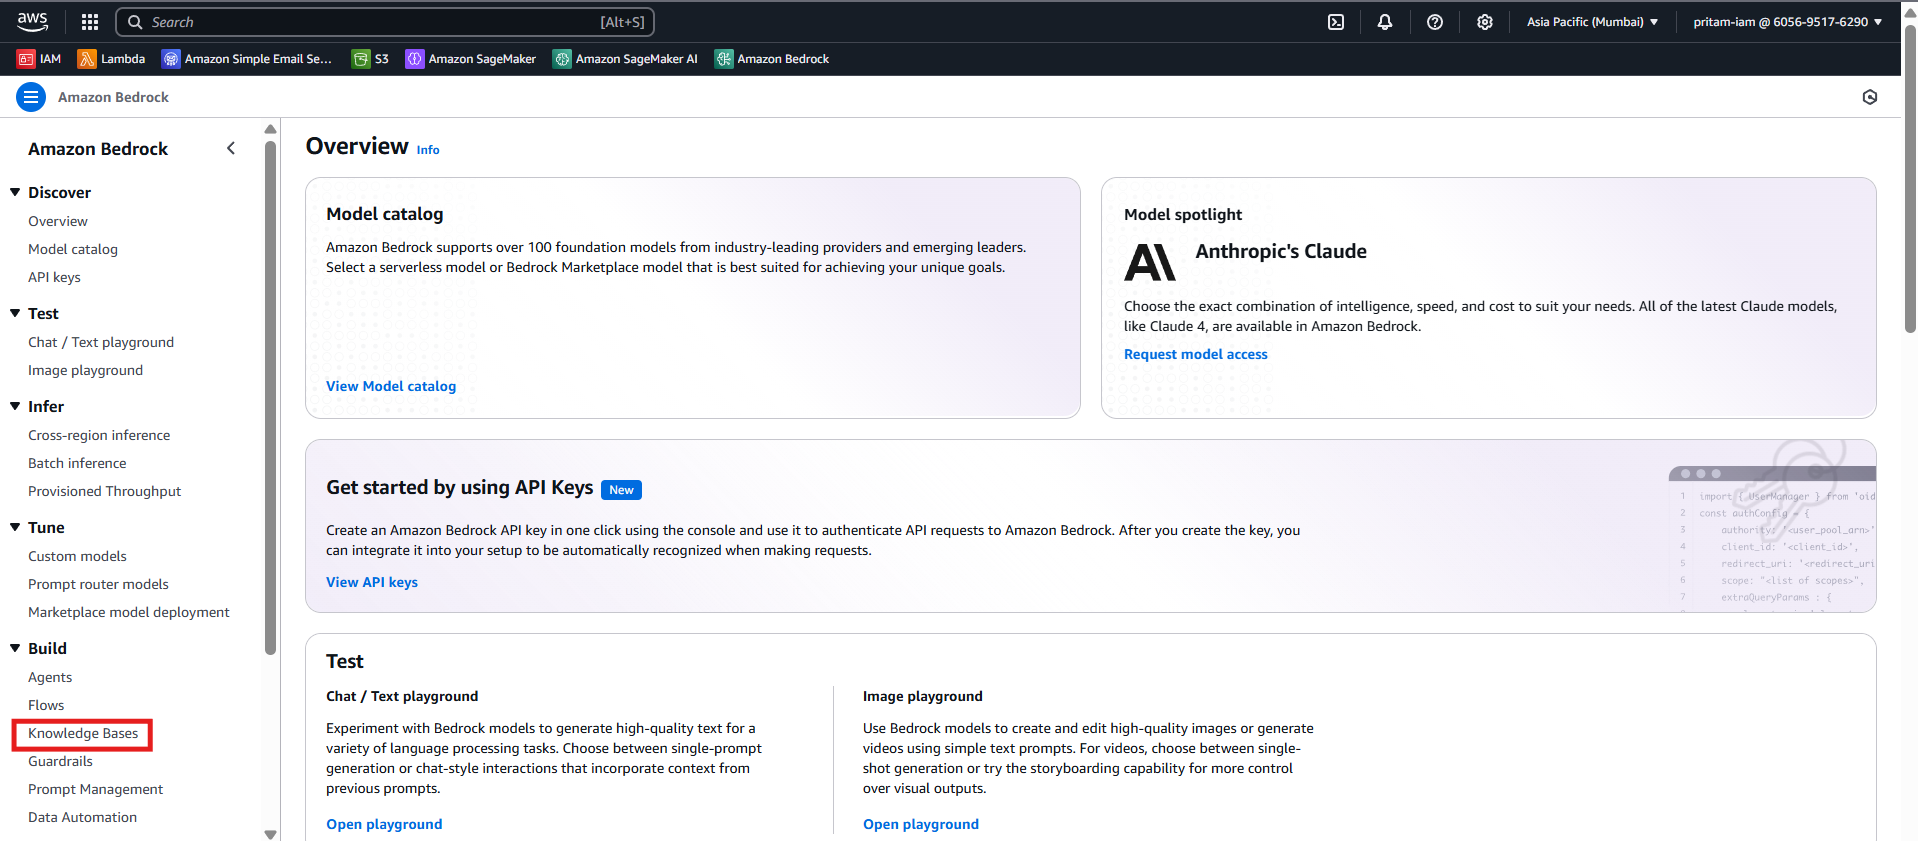 aws
Search [Alt+S]
Asia Pacific (Mumbai)
pritam-iam @ 6056-9517-6290
IAM
Lambda
Amazon Simple Email Se...
S3
Amazon SageMaker
Amazon SageMaker AI
Amazon Bedrock
Amazon Bedrock
Amazon Bedrock
Discover
Overview
Model catalog
API keys
Test
Chat / Text playground
Image playground
Infer
Cross-region inference
Batch inference
Provisioned Throughput
Tune
Custom models
Prompt router models
Marketplace model deployment
Build
Agents
Flows
Knowledge Bases
Guardrails
Prompt Management
Data Automation
Overview Info
Model catalog
Amazon Bedrock supports over 100 foundation models from industry-leading providers and emerging leaders.
Select a serverless model or Bedrock Marketplace model that is best suited for achieving your unique goals.
View Model catalog
Model spotlight
Anthropic's Claude
Choose the exact combination of intelligence, speed, and cost to suit your needs. All of the latest Claude models,
like Claude 4, are available in Amazon Bedrock.
Request model access
Get started by using API Keys New
Create an Amazon Bedrock API key in one click using the console and use it to authenticate API requests to Amazon Bedrock. After you create the key, you
can integrate it into your setup to be automatically recognized when making requests.
View API keys
1 import { UserManager } from 'oid
2 const authConfig = {
3 authority: '<user_pool_arn>'
4 client_id: '<client_id>',
5 redirect_uri: '<redirect_uri
6 scope: "<list of scopes>",
7 extraQueryParams : {
Test
Chat / Text playground
Experiment with Bedrock models to generate high-quality text for a
variety of language processing tasks. Choose between single-prompt
generation or chat-style interactions that incorporate context from
previous prompts.
Open playground
Image playground
Use Bedrock models to create and edit high-quality images or generate
videos using simple text prompts. For videos, choose between single-
shot generation or try the storyboarding capability for more control
over visual outputs.
Open playground